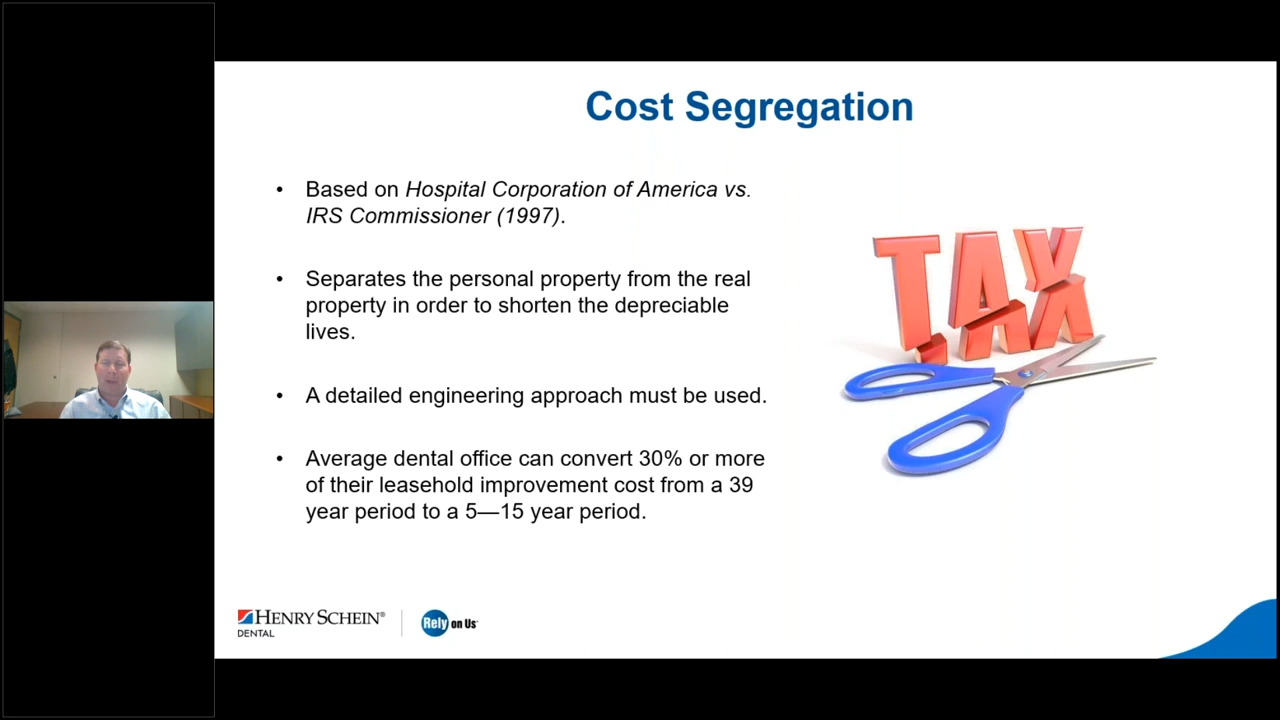 Cost Segregation
• Based on Hospital Corporation of America vs.
IRS Commissioner (1997).
• Separates the personal property from the real
property in order to shorten the depreciable
lives.
• A detailed engineering approach must be used.
• Average dental office can convert 30% or more
of their leasehold improvement cost from a 39
year period to a 5—15 year period.
TAX
HENRY SCHEIN®
DENTAL
Rely on Us